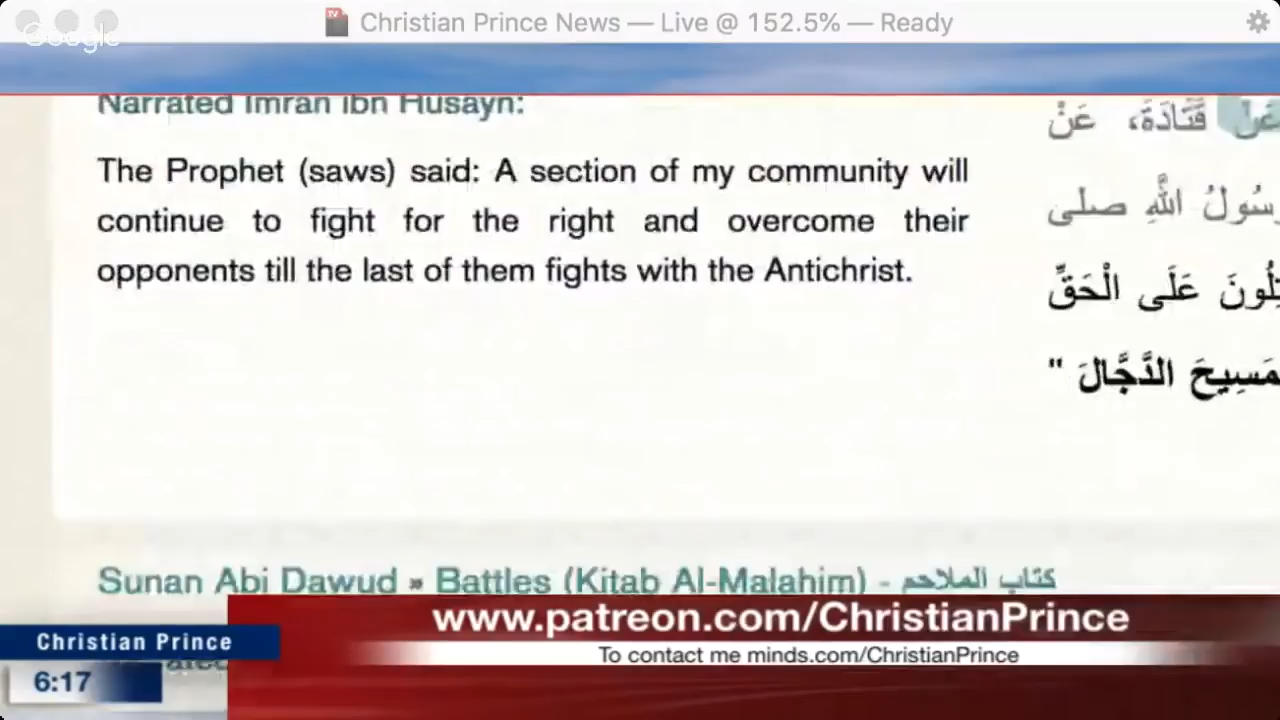 Christian Prince News — Live @ 152.5% — Ready
Google
Narrated Imran ibn Husayn:
The Prophet (saws) said: A section of my community will
continue to fight for the right and overcome their
opponents till the last of them fights with the Antichrist.
عَنْ قَتَادَةَ، عَنْ
اللَّهِ صلى
عَلَى الْحَقِّ
الدَّجَّالَ "
Sunan Abi Dawud » Battles (Kitab Al-Malahim) - كتاب الملاحم
www.patreon.com/ChristianPrince
Christian Prince
To contact me minds.com/ChristianPrince
6:17